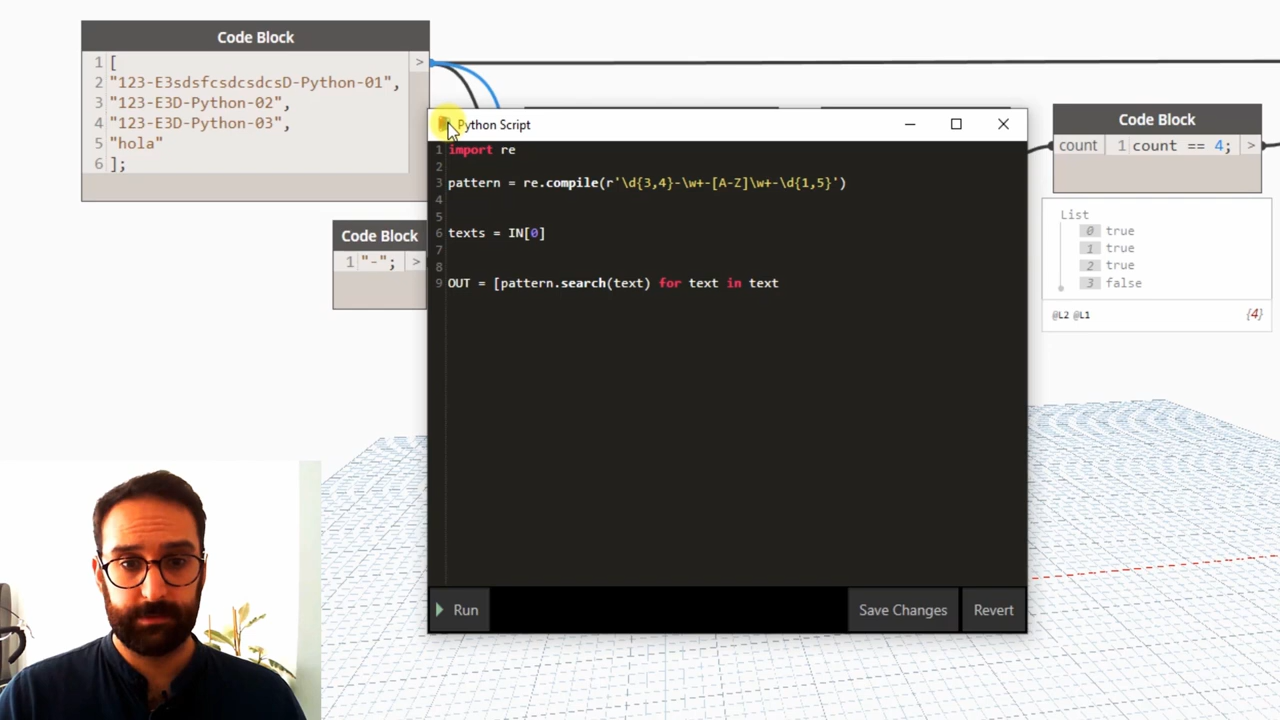 Code Block
1 [
2 "123-E3sdsfcsdcsdcsD-Python-01",
3 "123-E3D-Python-02",
4 "123-E3D-Python-03",
5 "hola"
6 ];
>
Code Block
1 "-";
>
Python Script
1 import re
2
3 pattern = re.compile(r'\d{3,4}-\w+-[A-Z]\w+-\d{1,5}')
4
5
6 texts = IN[0]
7
8
9 OUT = [pattern.search(text) for text in text
Run
Save Changes
Revert
Code Block
count 1 count == 4; >
List
0 true
1 true
2 true
3 false
@L2 @L1
{4}